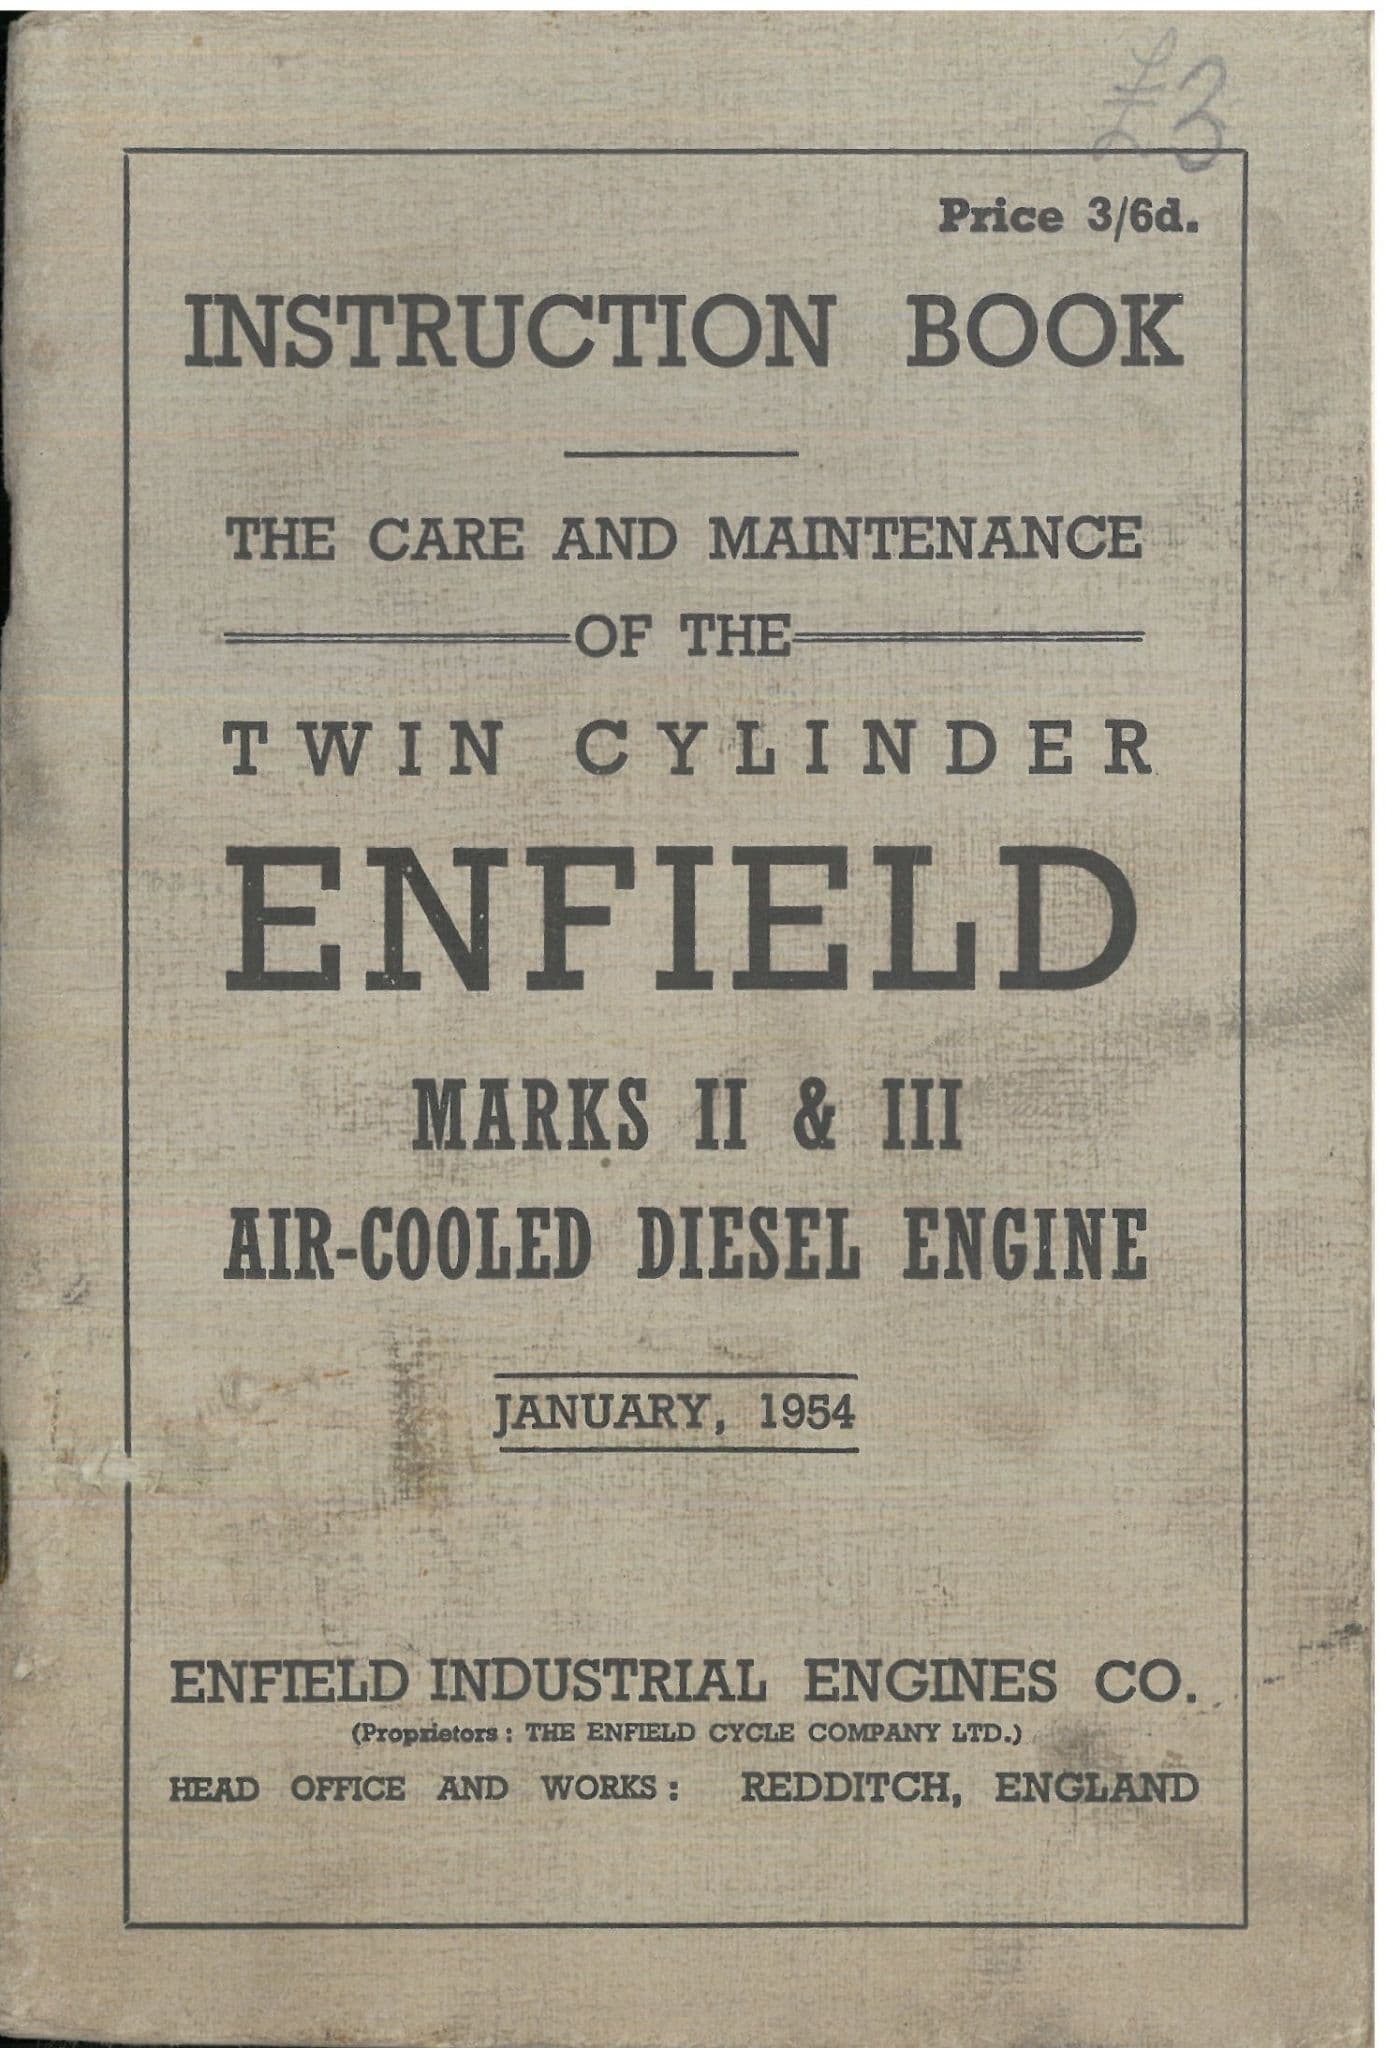 £3
Price 3/6d.
INSTRUCTION BOOK
THE CARE AND MAINTENANCE
OF THE
TWIN CYLINDER
ENFIELD
MARKS II & III
AIR-COOLED DIESEL ENGINE
JANUARY, 1954
ENFIELD INDUSTRIAL ENGINES CO.
(Proprietors: THE ENFIELD CYCLE COMPANY LTD.)
HEAD OFFICE AND WORKS: REDDITCH, ENGLAND